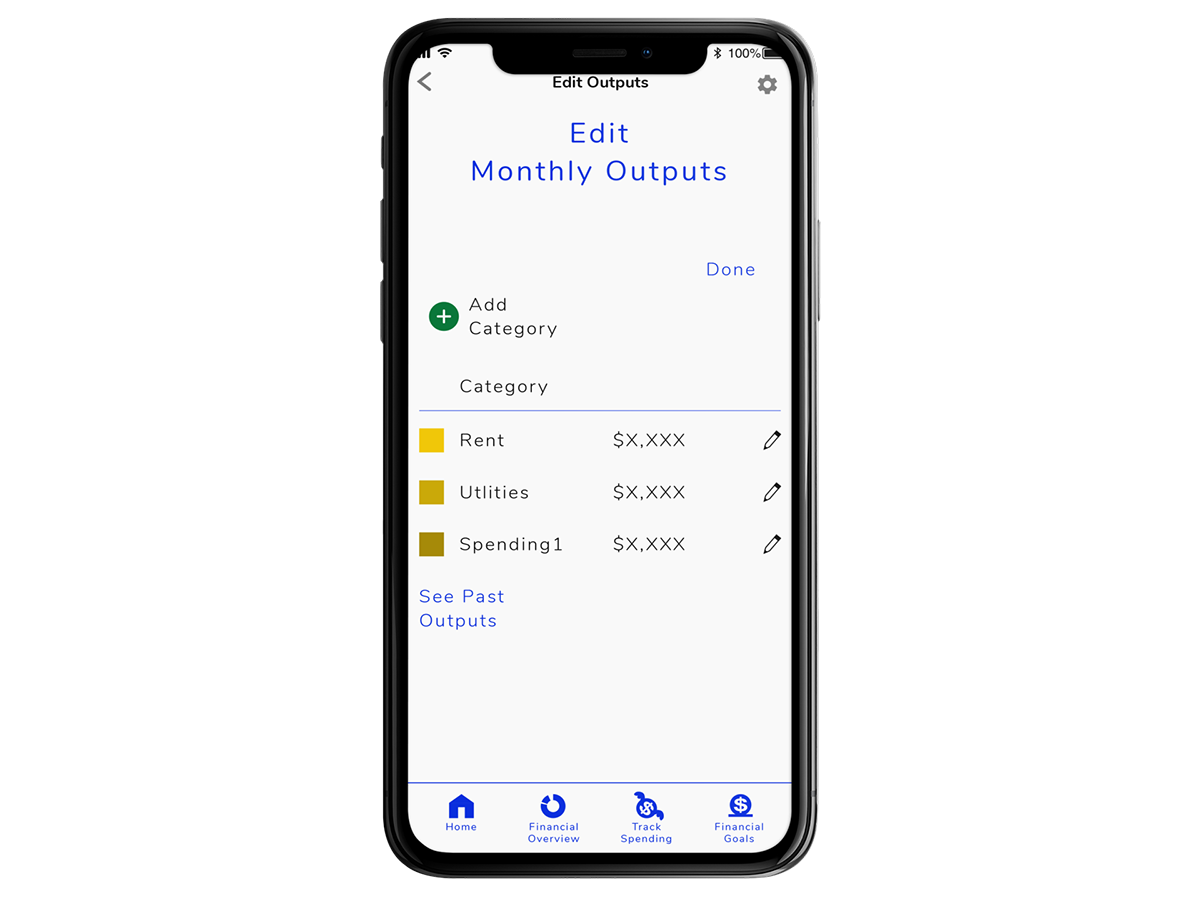 100%
Edit Outputs
Edit
Monthly Outputs
Done
Add
Category
Category
Rent $X,XXX
Utlities $X,XXX
Spending1 $X,XXX
See Past
Outputs
Home
Financial
Overview
Track
Spending
Financial
Goals